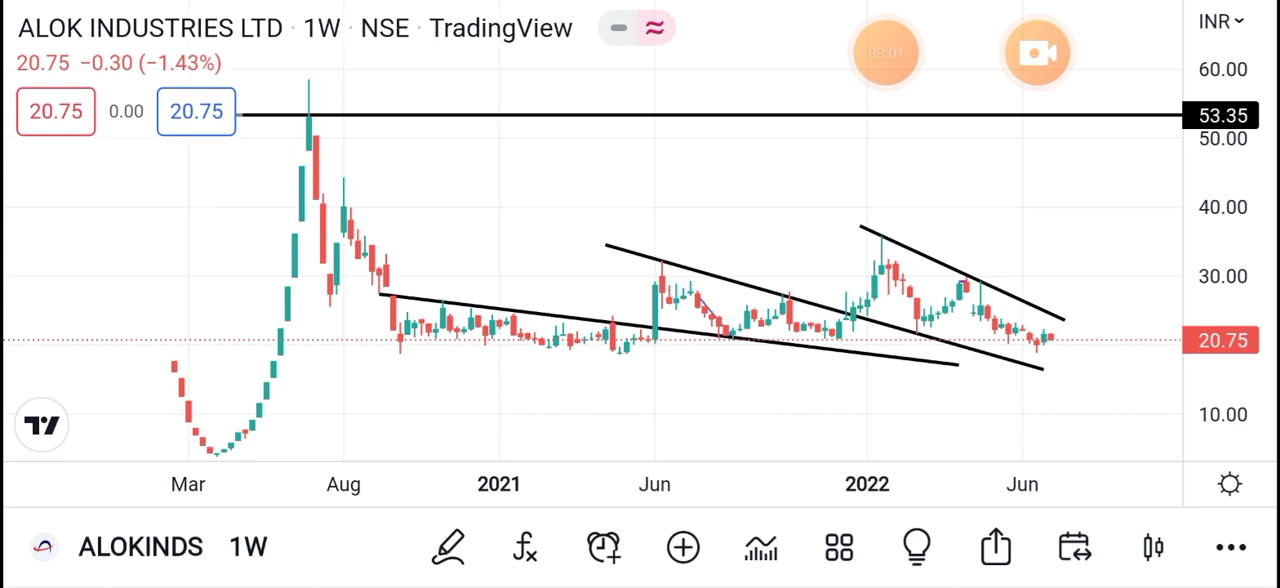 ALOK INDUSTRIES LTD · 1W · NSE · TradingView
INR
20.75 −0.30 (−1.43%)
08:01
20.75 0.00 20.75
60.00
53.35
50.00
40.00
30.00
20.75
10.00
Mar Aug 2021 Jun 2022 Jun
ALOKINDS 1W